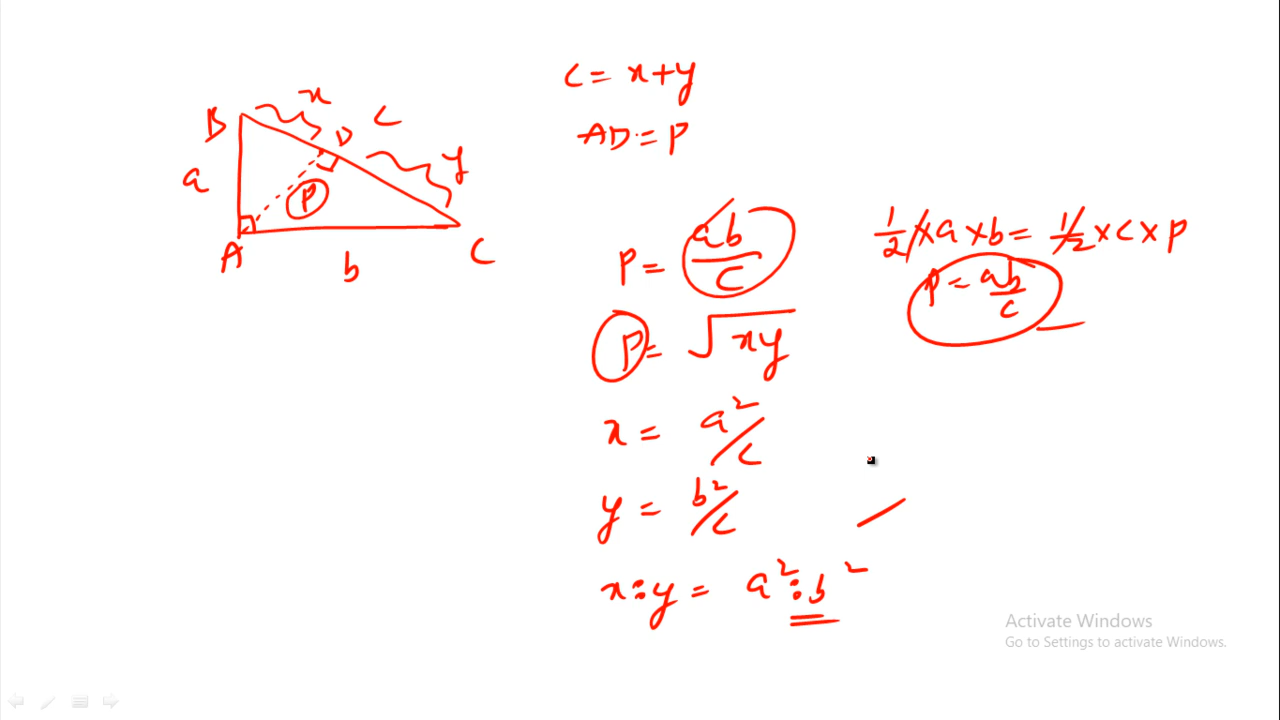 x
B
D
C
y
a
P
A
b
C
C = x+y
AD = P
P = ab/c
P = √xy
x = a²/c
y = b²/c
x:y = a²:b²
1/2 × a × b = 1/2 × c × P
P = ab/c
Activate Windows
Go to Settings to activate Windows.